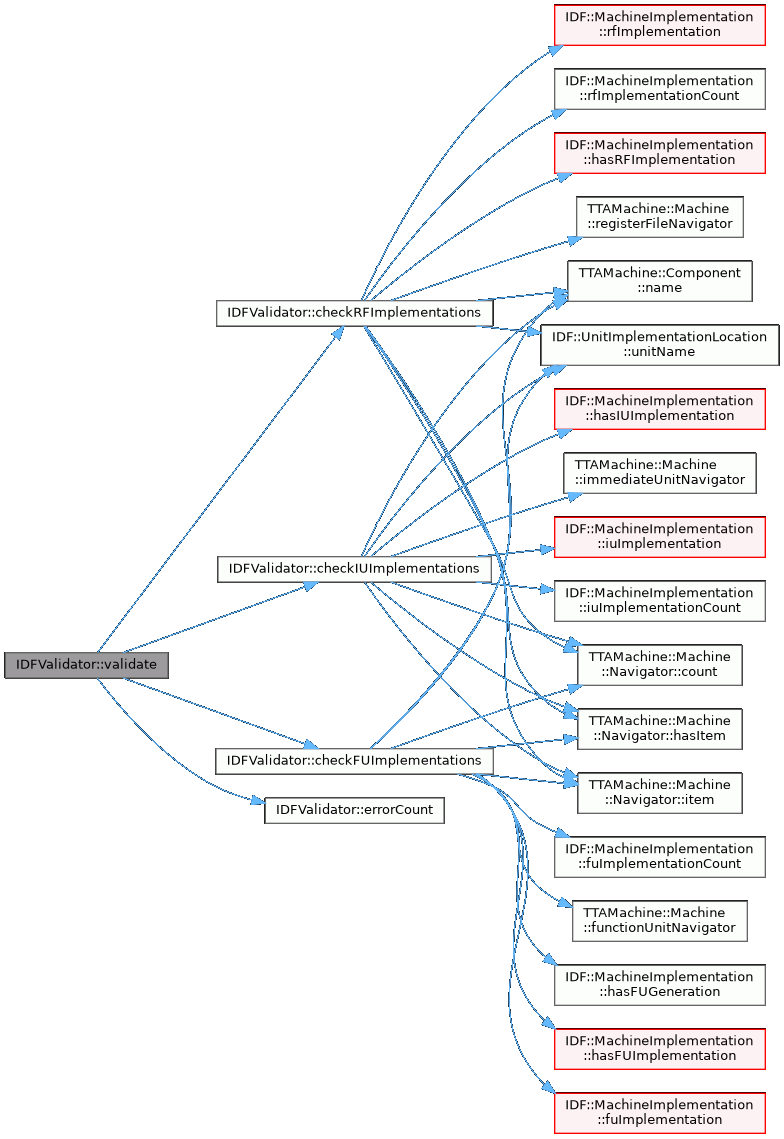 IDFValidator::validate
IDFValidator::checkRFImplementations
IDFValidator::checkIUImplementations
IDFValidator::checkFUImplementations
IDFValidator::errorCount
IDF::MachineImplementation
::rfImplementation
IDF::MachineImplementation
::rfImplementationCount
IDF::MachineImplementation
::hasRFImplementation
TTAMachine::Machine
::registerFileNavigator
TTAMachine::Component
::name
IDF::UnitImplementationLocation
::unitName
IDF::MachineImplementation
::hasIUImplementation
TTAMachine::Machine
::immediateUnitNavigator
IDF::MachineImplementation
::iuImplementation
IDF::MachineImplementation
::iuImplementationCount
TTAMachine::Machine
::Navigator::count
TTAMachine::Machine
::Navigator::hasItem
TTAMachine::Machine
::Navigator::item
IDF::MachineImplementation
::fuImplementationCount
TTAMachine::Machine
::functionUnitNavigator
IDF::MachineImplementation
::hasFUGeneration
IDF::MachineImplementation
::hasFUImplementation
IDF::MachineImplementation
::fuImplementation